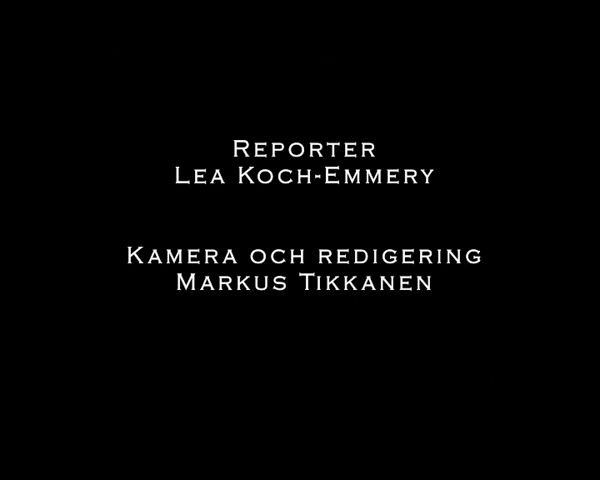 Reporter
Lea Koch-Emmery
Kamera och redigering
Markus Tikkanen